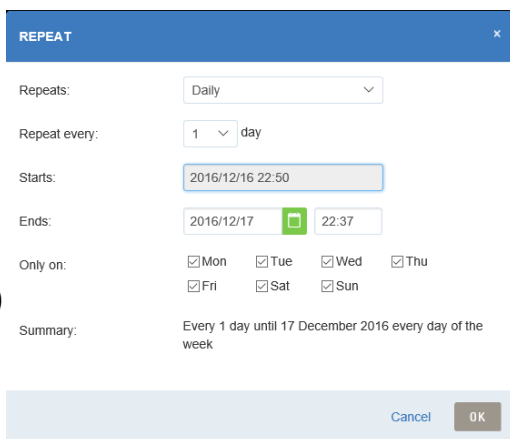 REPEAT ×
Repeats: Daily
Repeat every: 1 day
Starts: 2016/12/16 22:50
Ends: 2016/12/17 22:37
Only on: Mon Tue Wed Thu
Fri Sat Sun
Summary: Every 1 day until 17 December 2016 every day of the
week
Cancel OK